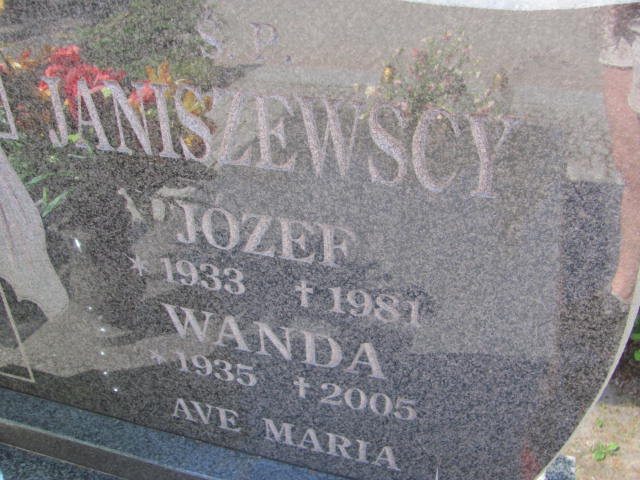 Ś. P.
JANISZEWSCY
JÓZEF
* 1933 † 1981
WANDA
* 1935 † 2005
AVE MARIA